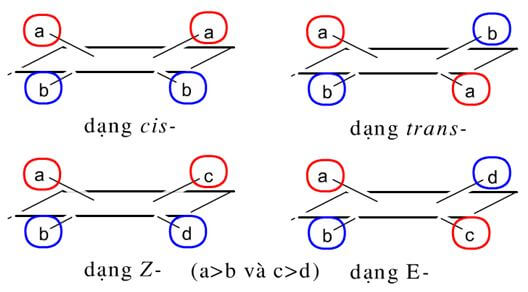 a a a b
b b b a
dạng cis- dạng trans-
a c a d
b d b c
dạng Z- (a>b và c>d) dạng E-